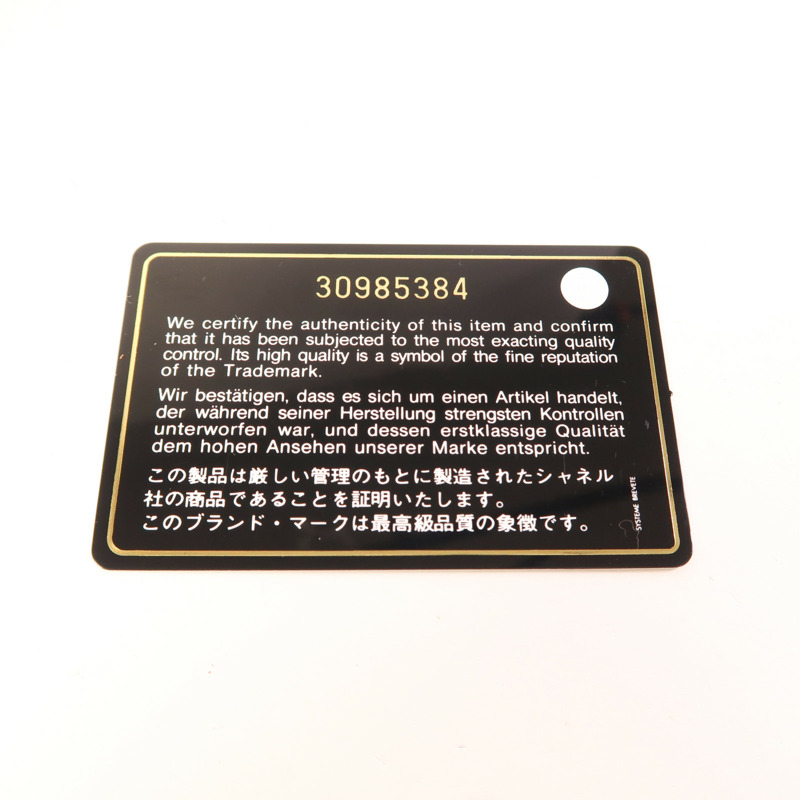 30985384
We certify the authenticity of this item and confirm
that it has been subjected to the most exacting quality
control. Its high quality is a symbol of the fine reputation
of the Trademark.
Wir bestätigen, dass es sich um einen Artikel handelt,
der während seiner Herstellung strengsten Kontrollen
unterworfen war, und dessen erstklassige Qualität
dem hohen Ansehen unserer Marke entspricht.
この製品は厳しい管理のもとに製造されたシャネル
社の商品であることを証明いたします。
このブランド・マークは最高級品質の象徴です。
SYSTEME BREVETE